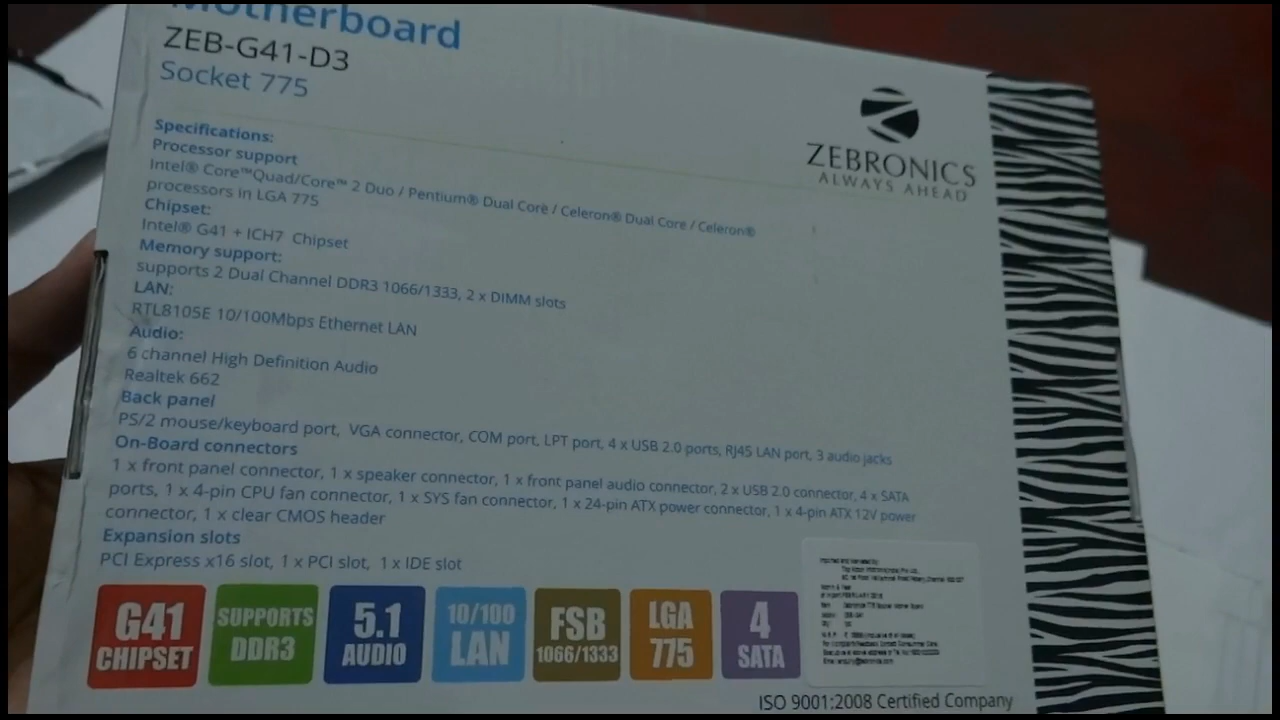 Motherboard
ZEB-G41-D3
Socket 775
ZEBRONICS
ALWAYS AHEAD
Specifications:
Processor support
Intel® Core™Quad/Core™ 2 Duo / Pentium® Dual Core / Celeron® Dual Core / Celeron®
processors in LGA 775
Chipset:
Intel® G41 + ICH7 Chipset
Memory support:
supports 2 Dual Channel DDR3 1066/1333, 2 x DIMM slots
LAN:
RTL8105E 10/100Mbps Ethernet LAN
Audio:
6 channel High Definition Audio
Realtek 662
Back panel
PS/2 mouse/keyboard port, VGA connector, COM port, LPT port, 4 x USB 2.0 ports, RJ45 LAN port, 3 audio jacks
On-Board connectors
1 x front panel connector, 1 x speaker connector, 1 x front panel audio connector, 2 x USB 2.0 connector, 4 x SATA
ports, 1 x 4-pin CPU fan connector, 1 x SYS fan connector, 1 x 24-pin ATX power connector, 1 x 4-pin ATX 12V power
connector, 1 x clear CMOS header
Expansion slots
PCI Express x16 slot, 1 x PCI slot, 1 x IDE slot
G41
CHIPSET
SUPPORTS
DDR3
5.1
AUDIO
10/100
LAN
FSB
1066/1333
LGA
775
4
SATA
ISO 9001:2008 Certified Company